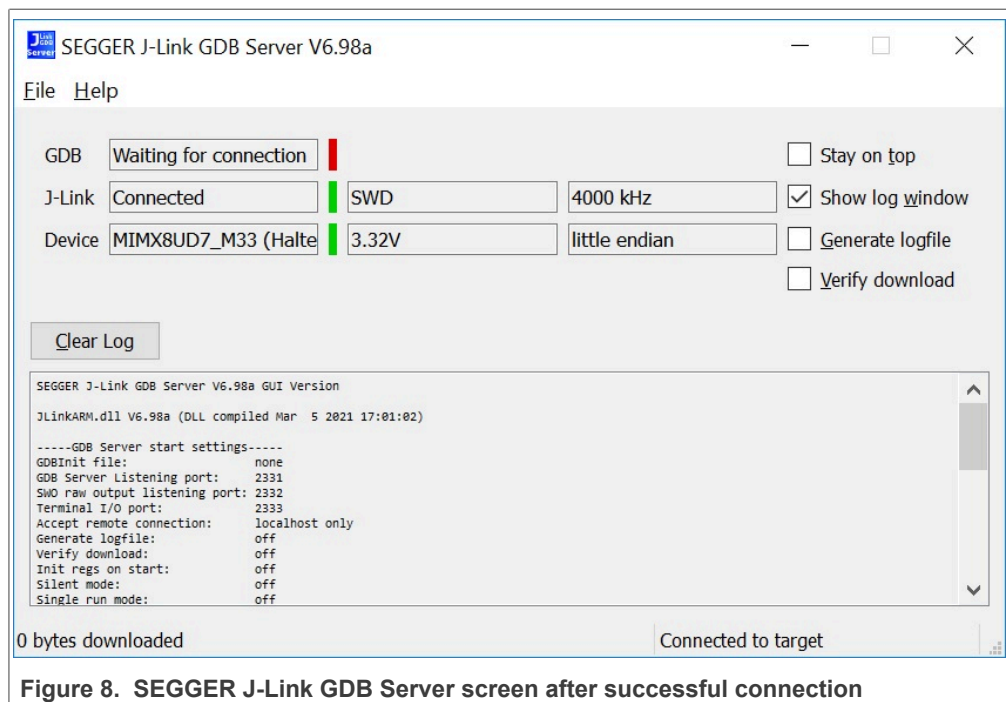 J-Link GDB Server
SEGGER J-Link GDB Server V6.98a
File Help
GDB Waiting for connection Stay on top
J-Link Connected SWD 4000 kHz Show log window
Device MIMX8UD7_M33 (Halte 3.32V little endian Generate logfile
Verify download
Clear Log
SEGGER J-Link GDB Server V6.98a GUI Version
JLinkARM.dll V6.98a (DLL compiled Mar  5 2021 17:01:02)
-----GDB Server start settings-----
GDBInit file:                  none
GDB Server Listening port:     2331
SWO raw output listening port: 2332
Terminal I/O port:             2333
Accept remote connection:      localhost only
Generate logfile:              off
Verify download:               off
Init regs on start:            off
Silent mode:                   off
Single run mode:               off
0 bytes downloaded Connected to target
Figure 8. SEGGER J-Link GDB Server screen after successful connection